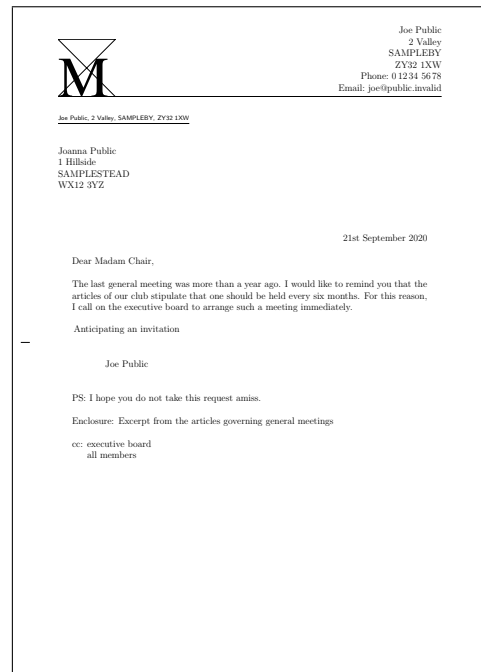 Joe Public
2 Valley
SAMPLEBY
ZY32 1XW
Phone: 0 12 34 56 78
Email: joe@public.invalid
M
Joe Public, 2 Valley, SAMPLEBY, ZY32 1XW
Joanna Public
1 Hillside
SAMPLESTEAD
WX12 3YZ
21st September 2020
Dear Madam Chair,
The last general meeting was more than a year ago. I would like to remind you that the
articles of our club stipulate that one should be held every six months. For this reason,
I call on the executive board to arrange such a meeting immediately.
Anticipating an invitation
Joe Public
PS: I hope you do not take this request amiss.
Enclosure: Excerpt from the articles governing general meetings
cc: executive board
all members